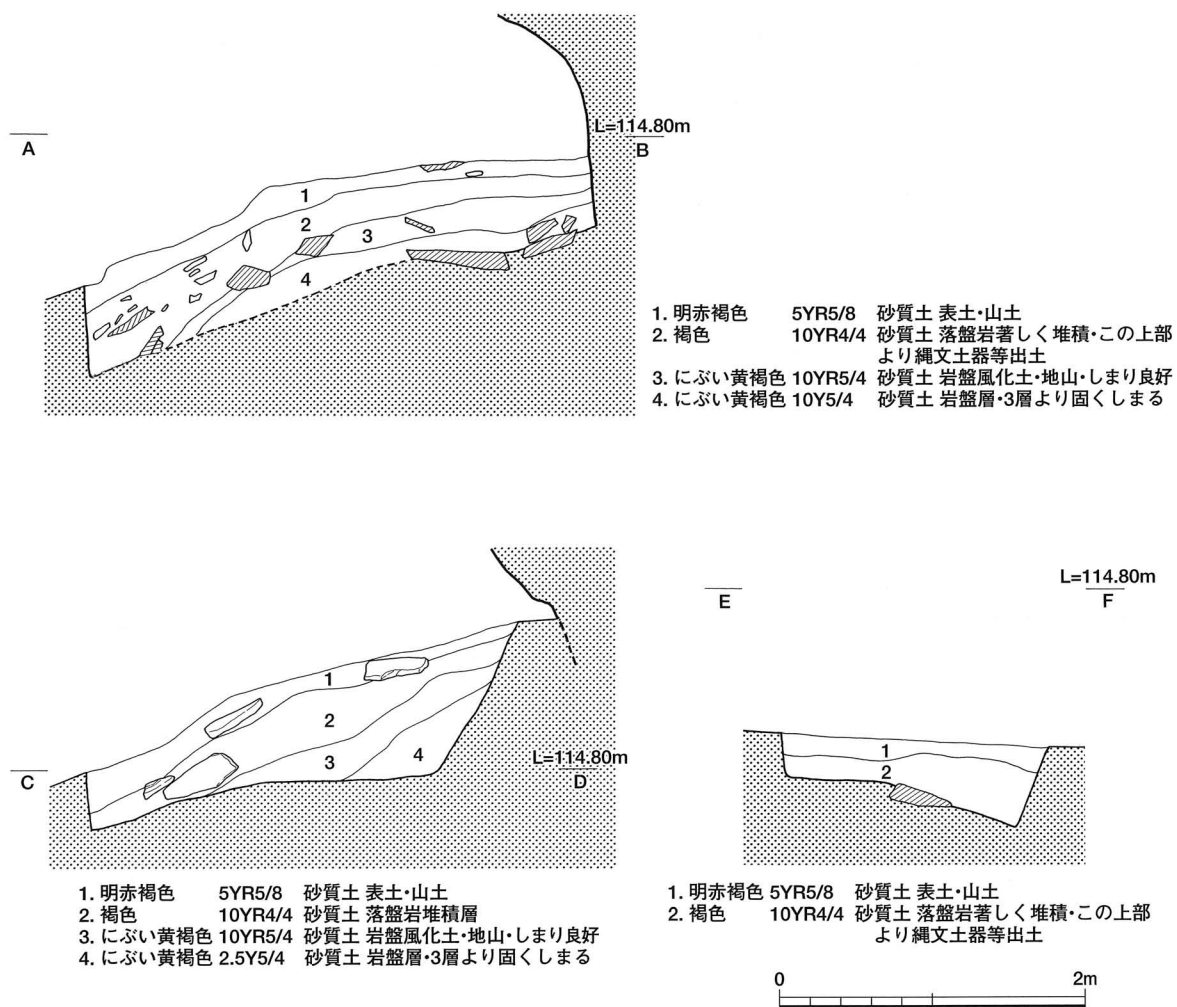 L=114.80m
A
B
1
2
3
4
1. 明赤褐色 5YR5/8 砂質土 表土・山土
2. 褐色 10YR4/4 砂質土 落盤岩著しく堆積・この上部
より縄文土器等出土
3. にぶい黄褐色 10YR5/4 砂質土 岩盤風化土・地山・しまり良好
4. にぶい黄褐色 10Y5/4 砂質土 岩盤層・3層より固くしまる
1
2
3
4
L=114.80m
C
D
1. 明赤褐色 5YR5/8 砂質土 表土・山土
2. 褐色 10YR4/4 砂質土 落盤岩堆積層
3. にぶい黄褐色 10YR5/4 砂質土 岩盤風化土・地山・しまり良好
4. にぶい黄褐色 2.5Y5/4 砂質土 岩盤層・3層より固くしまる
L=114.80m
E
F
1
2
1. 明赤褐色 5YR5/8 砂質土 表土・山土
2. 褐色 10YR4/4 砂質土 落盤岩著しく堆積・この上部
より縄文土器等出土
0 2m